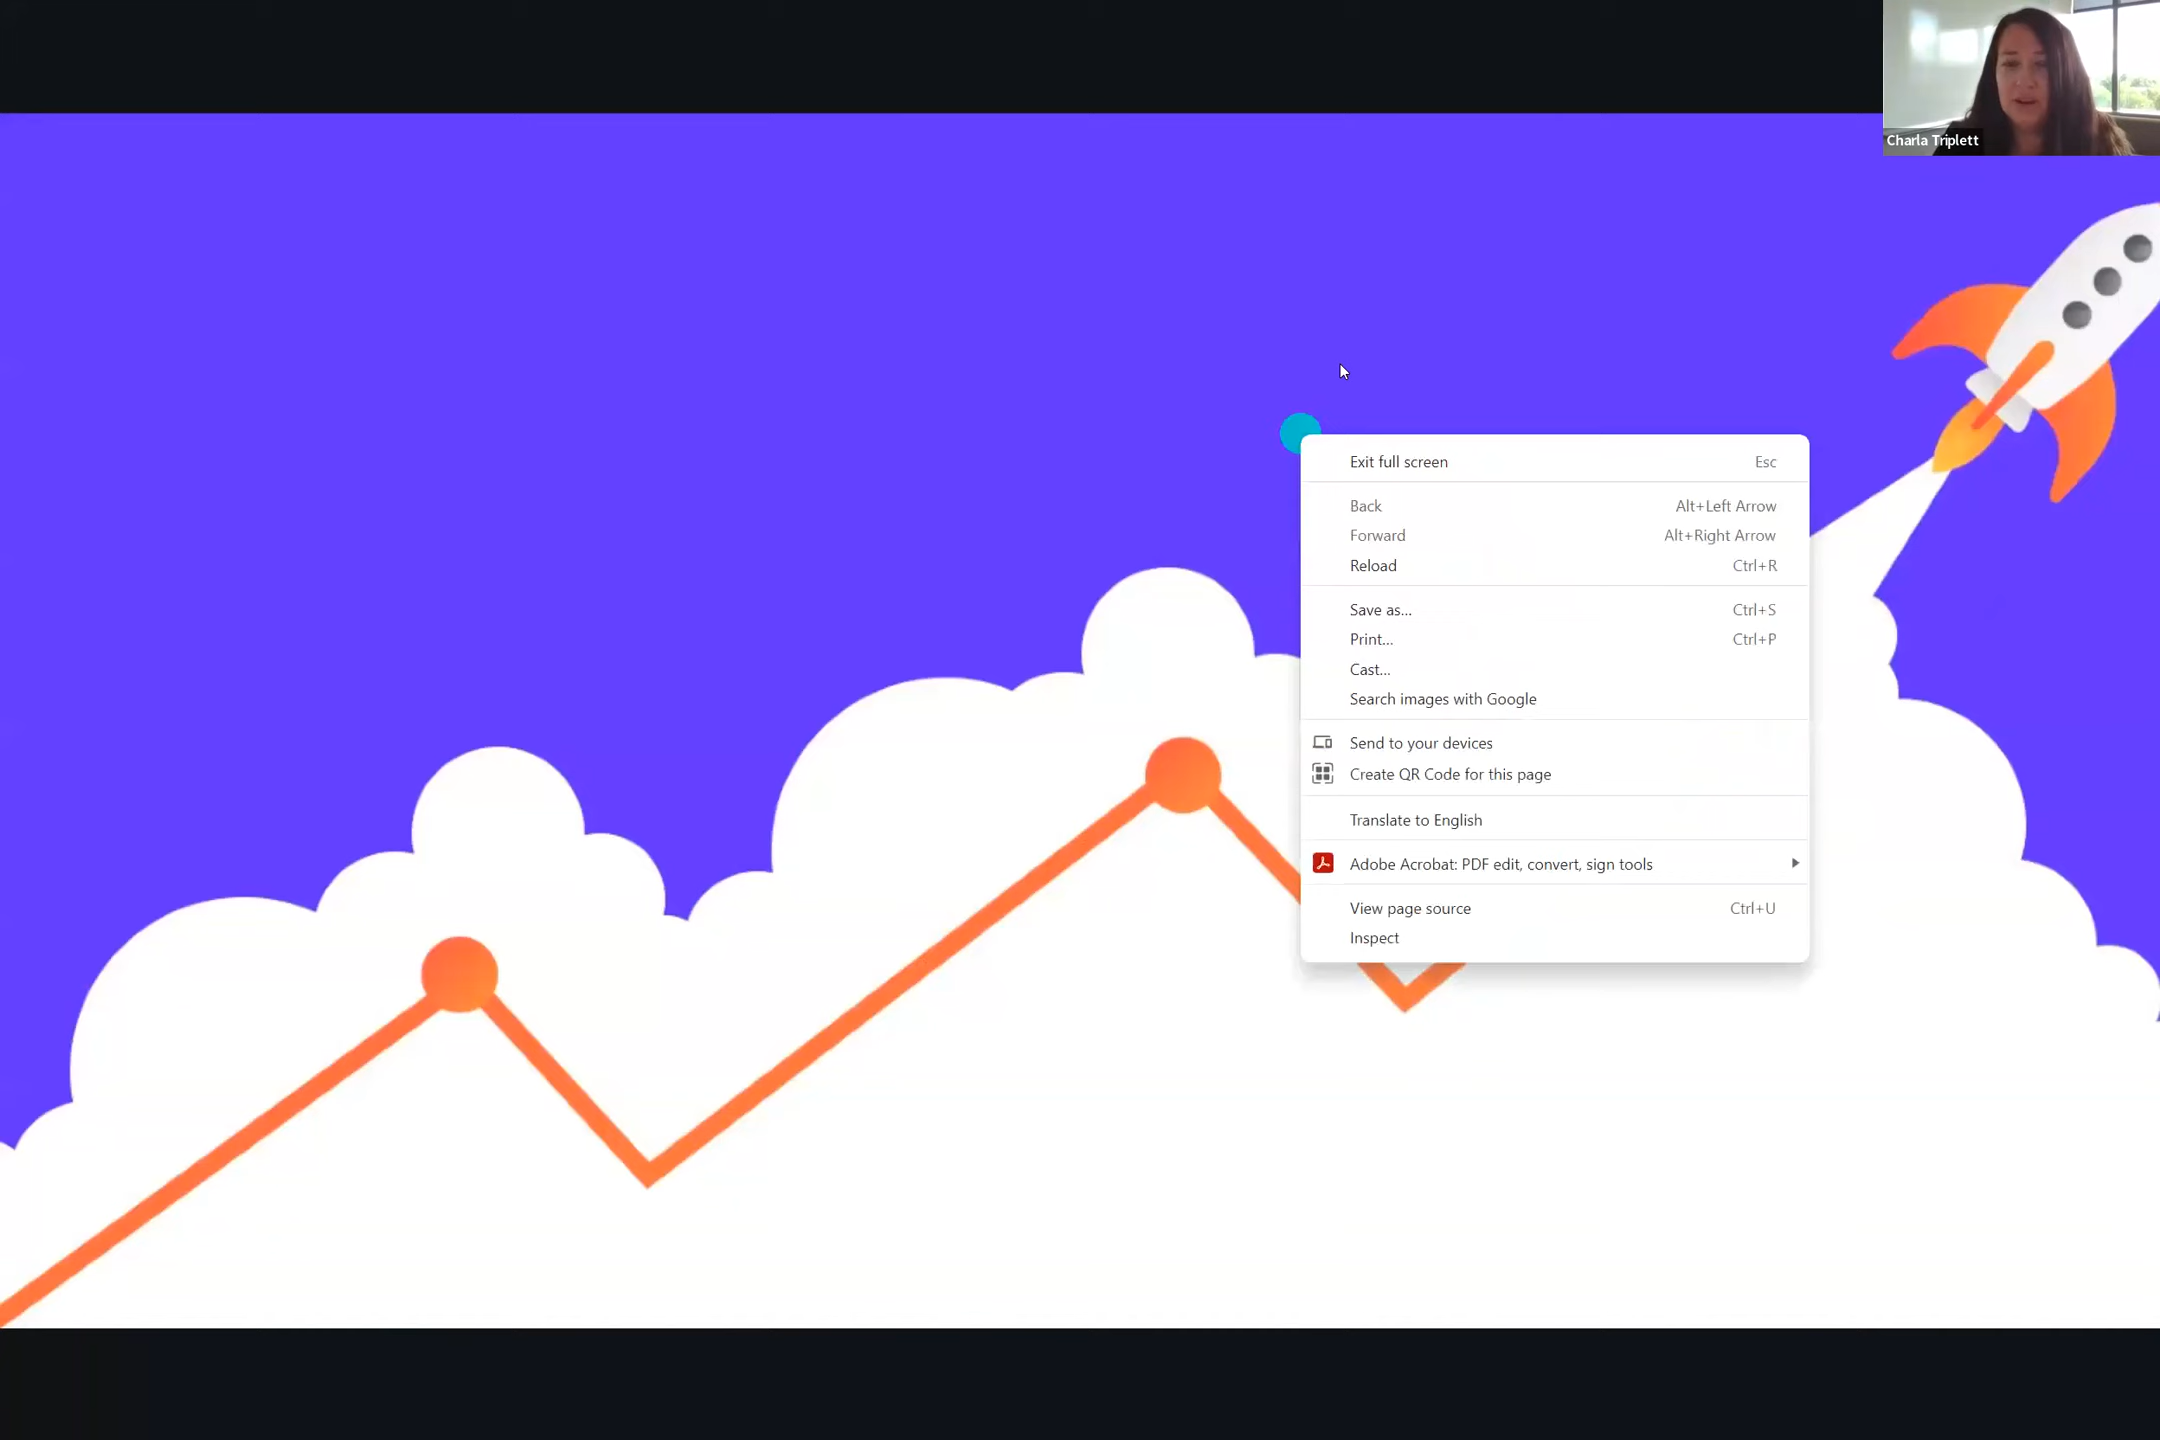 Charla Triplett
Exit full screen Esc
Back Alt+Left Arrow
Forward Alt+Right Arrow
Reload Ctrl+R
Save as... Ctrl+S
Print... Ctrl+P
Cast...
Search images with Google
Send to your devices
Create QR Code for this page
Translate to English
Adobe Acrobat: PDF edit, convert, sign tools
View page source Ctrl+U
Inspect